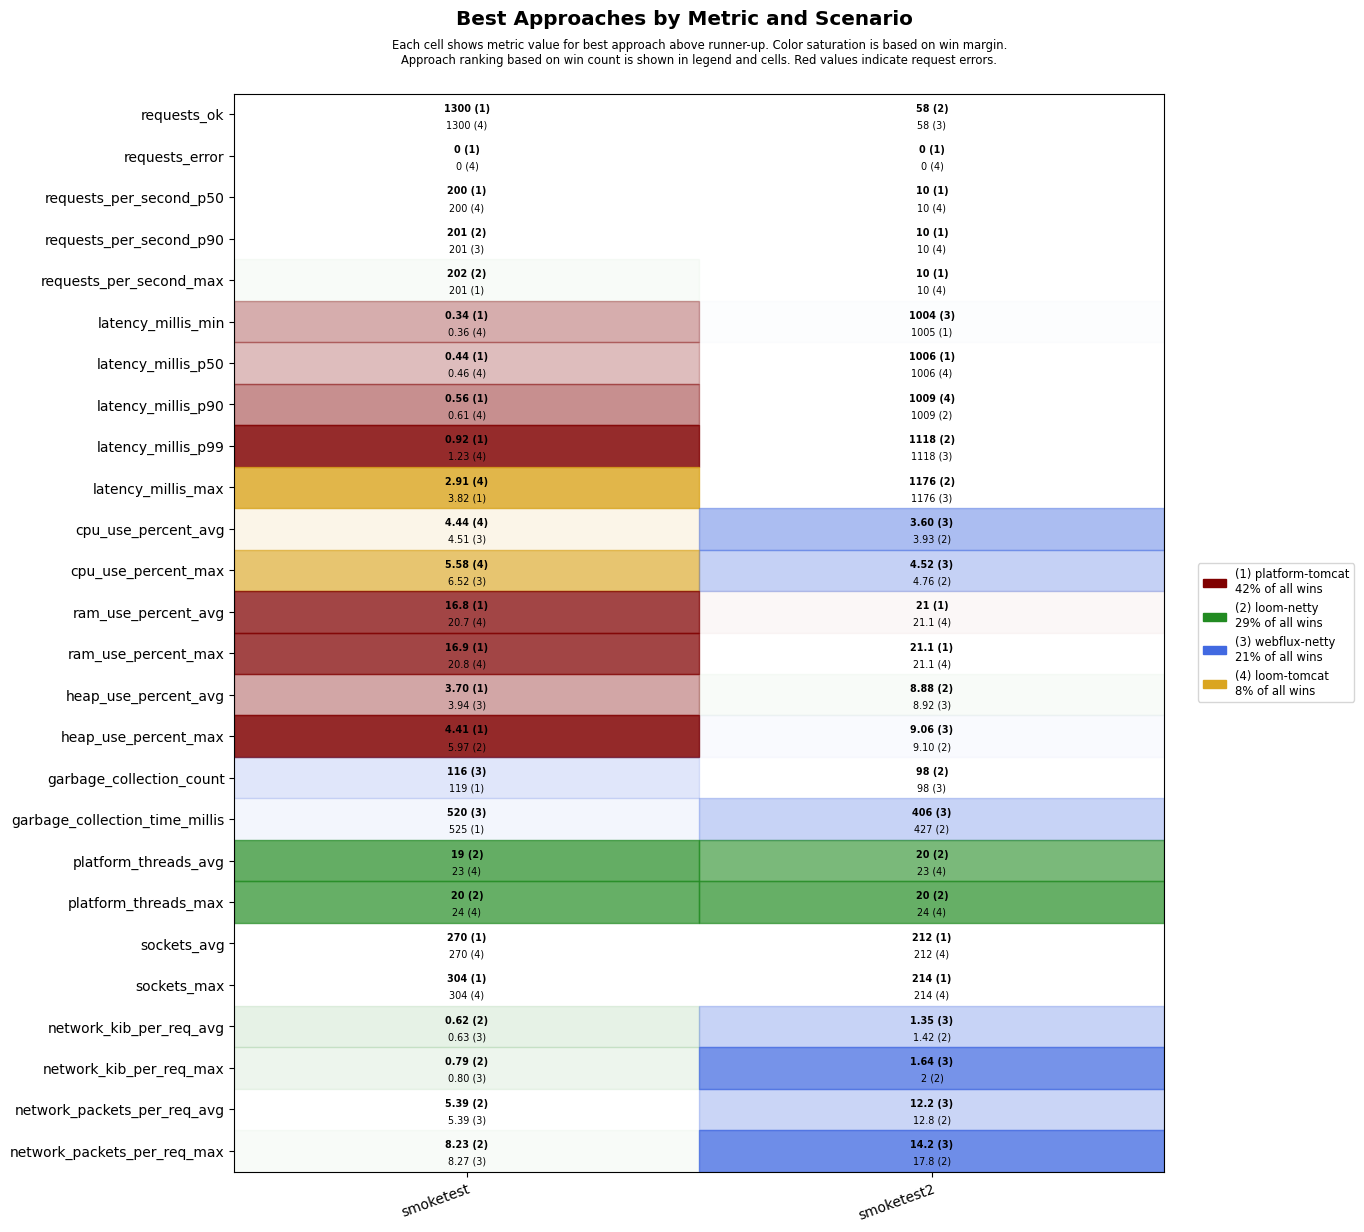 Best Approaches by Metric and Scenario
Each cell shows metric value for best approach above runner-up. Color saturation is based on win margin.
Approach ranking based on win count is shown in legend and cells. Red values indicate request errors.
requests_ok
1300 (1)
1300 (4)
58 (2)
58 (3)
requests_error
0 (1)
0 (4)
0 (1)
0 (4)
requests_per_second_p50
200 (1)
200 (4)
10 (1)
10 (4)
requests_per_second_p90
201 (2)
201 (3)
10 (1)
10 (4)
requests_per_second_max
202 (2)
201 (1)
10 (1)
10 (4)
latency_millis_min
0.34 (1)
0.36 (4)
1004 (3)
1005 (1)
latency_millis_p50
0.44 (1)
0.46 (4)
1006 (1)
1006 (4)
latency_millis_p90
0.56 (1)
0.61 (4)
1009 (4)
1009 (2)
latency_millis_p99
0.92 (1)
1.23 (4)
1118 (2)
1118 (3)
latency_millis_max
2.91 (4)
3.82 (1)
1176 (2)
1176 (3)
cpu_use_percent_avg
4.44 (4)
4.51 (3)
3.60 (3)
3.93 (2)
cpu_use_percent_max
5.58 (4)
6.52 (3)
4.52 (3)
4.76 (2)
ram_use_percent_avg
16.8 (1)
20.7 (4)
21 (1)
21.1 (4)
ram_use_percent_max
16.9 (1)
20.8 (4)
21.1 (1)
21.1 (4)
heap_use_percent_avg
3.70 (1)
3.94 (3)
8.88 (2)
8.92 (3)
heap_use_percent_max
4.41 (1)
5.97 (2)
9.06 (3)
9.10 (2)
garbage_collection_count
116 (3)
119 (1)
98 (2)
98 (3)
garbage_collection_time_millis
520 (3)
525 (1)
406 (3)
427 (2)
platform_threads_avg
19 (2)
23 (4)
20 (2)
23 (4)
platform_threads_max
20 (2)
24 (4)
20 (2)
24 (4)
sockets_avg
270 (1)
270 (4)
212 (1)
212 (4)
sockets_max
304 (1)
304 (4)
214 (1)
214 (4)
network_kib_per_req_avg
0.62 (2)
0.63 (3)
1.35 (3)
1.42 (2)
network_kib_per_req_max
0.79 (2)
0.80 (3)
1.64 (3)
2 (2)
network_packets_per_req_avg
5.39 (2)
5.39 (3)
12.2 (3)
12.8 (2)
network_packets_per_req_max
8.23 (2)
8.27 (3)
14.2 (3)
17.8 (2)
smoketest
smoketest2
(1) platform-tomcat
42% of all wins
(2) loom-netty
29% of all wins
(3) webflux-netty
21% of all wins
(4) loom-tomcat
8% of all wins